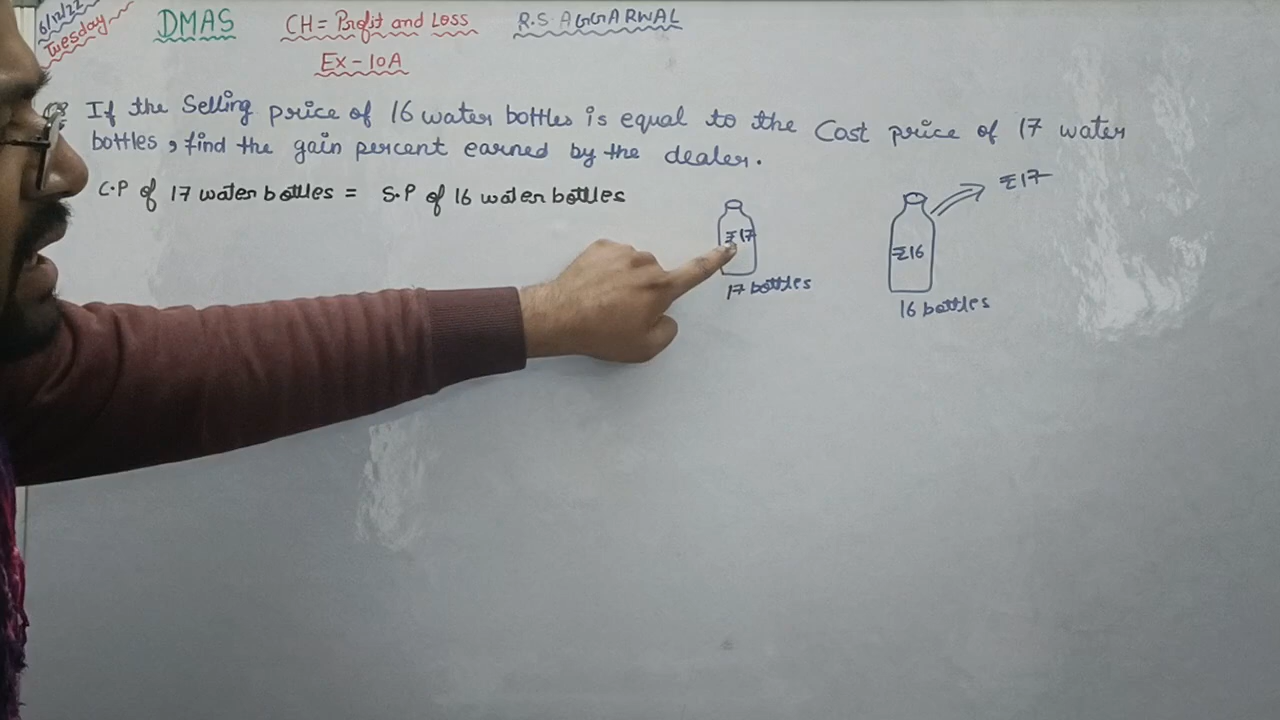 6/12/22
Tuesday
DMAS
CH = Profit and Loss
R.S AGGARWAL
Ex-10A
If the Selling price of 16 water bottles is equal to the Cost price of 17 water
bottles, find the gain percent earned by the dealer.
C.P of 17 water bottles = S.P of 16 water bottles
₹17
17 bottles
₹16
16 bottles
₹17